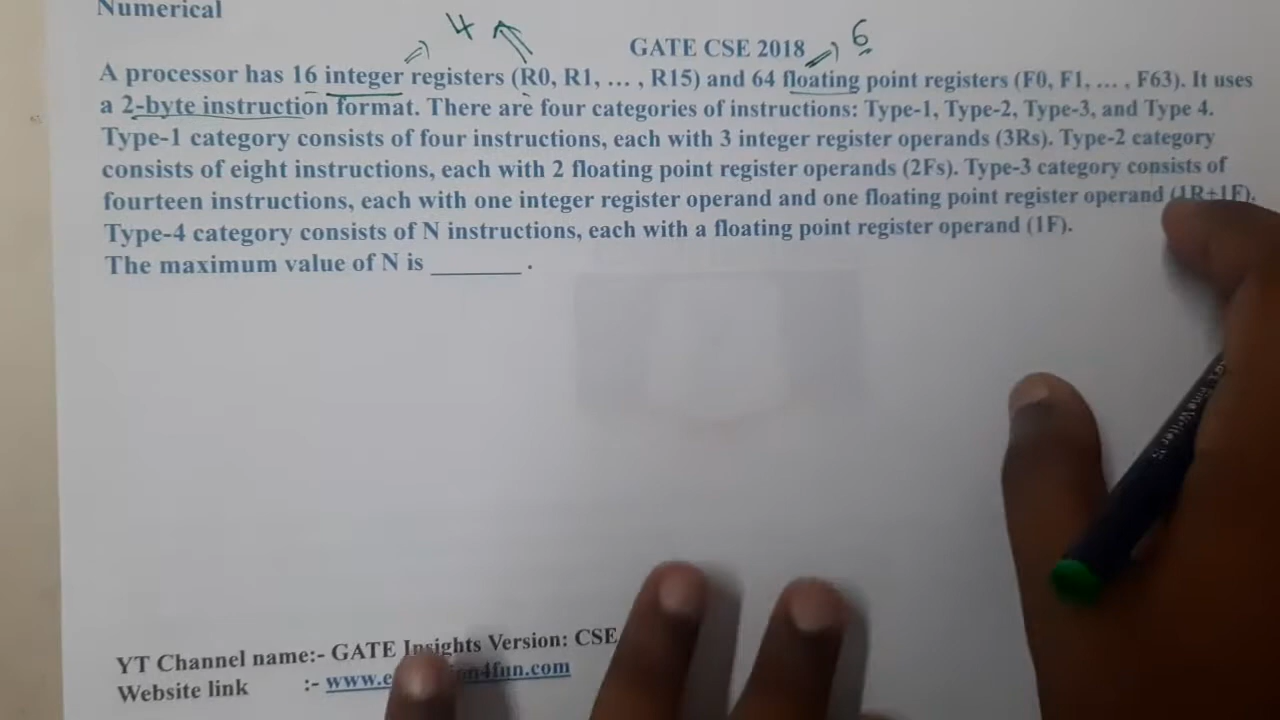 Numerical
4
6
GATE CSE 2018
A processor has 16 integer registers (R0, R1, ... , R15) and 64 floating point registers (F0, F1, ... , F63). It uses
a 2-byte instruction format. There are four categories of instructions: Type-1, Type-2, Type-3, and Type 4.
Type-1 category consists of four instructions, each with 3 integer register operands (3Rs). Type-2 category
consists of eight instructions, each with 2 floating point register operands (2Fs). Type-3 category consists of
fourteen instructions, each with one integer register operand and one floating point register operand (1R+1F).
Type-4 category consists of N instructions, each with a floating point register operand (1F).
The maximum value of N is _______ .
YT Channel name:- GATE Insights Version: CSE
Website link :- www.e
n4fun.com